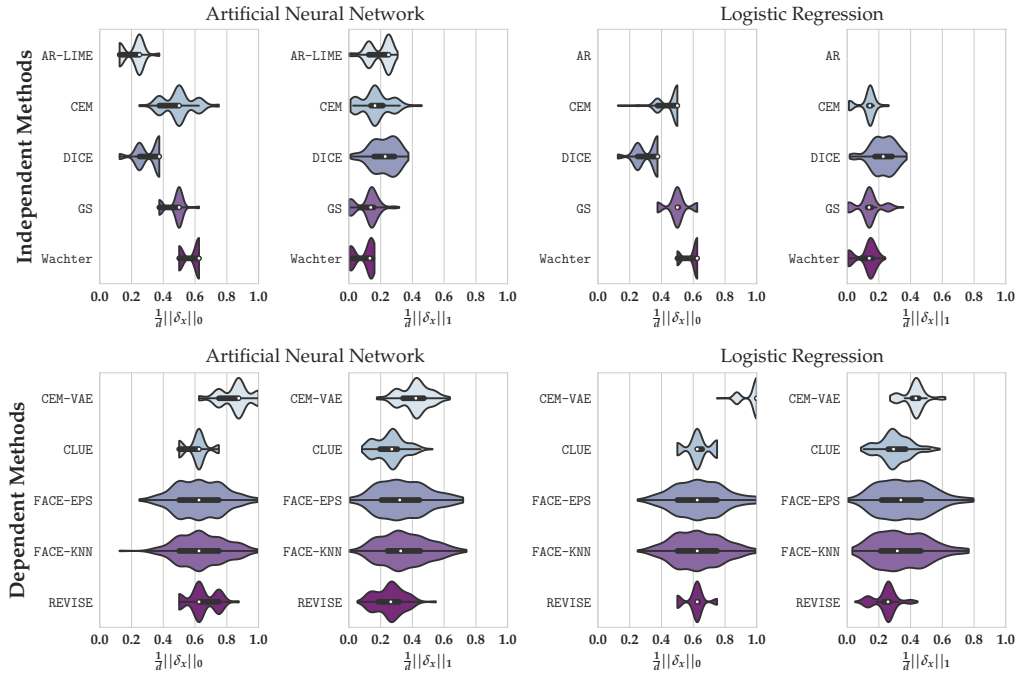 Artificial Neural Network Logistic Regression
Independent Methods
AR-LIME AR-LIME AR AR
CEM CEM CEM CEM
DICE DICE DICE DICE
GS GS GS GS
Wachter Wachter Wachter Wachter
0.0 0.2 0.4 0.6 0.8 1.0 0.0 0.2 0.4 0.6 0.8 1.0 0.0 0.2 0.4 0.6 0.8 1.0 0.0 0.2 0.4 0.6 0.8 1.0
1/d||δx||0 1/d||δx||1 1/d||δx||0 1/d||δx||1
Artificial Neural Network Logistic Regression
Dependent Methods
CEM-VAE CEM-VAE CEM-VAE CEM-VAE
CLUE CLUE CLUE CLUE
FACE-EPS FACE-EPS FACE-EPS FACE-EPS
FACE-KNN FACE-KNN FACE-KNN FACE-KNN
REVISE REVISE REVISE REVISE
0.0 0.2 0.4 0.6 0.8 1.0 0.0 0.2 0.4 0.6 0.8 1.0 0.0 0.2 0.4 0.6 0.8 1.0 0.0 0.2 0.4 0.6 0.8 1.0
1/d||δx||0 1/d||δx||1 1/d||δx||0 1/d||δx||1